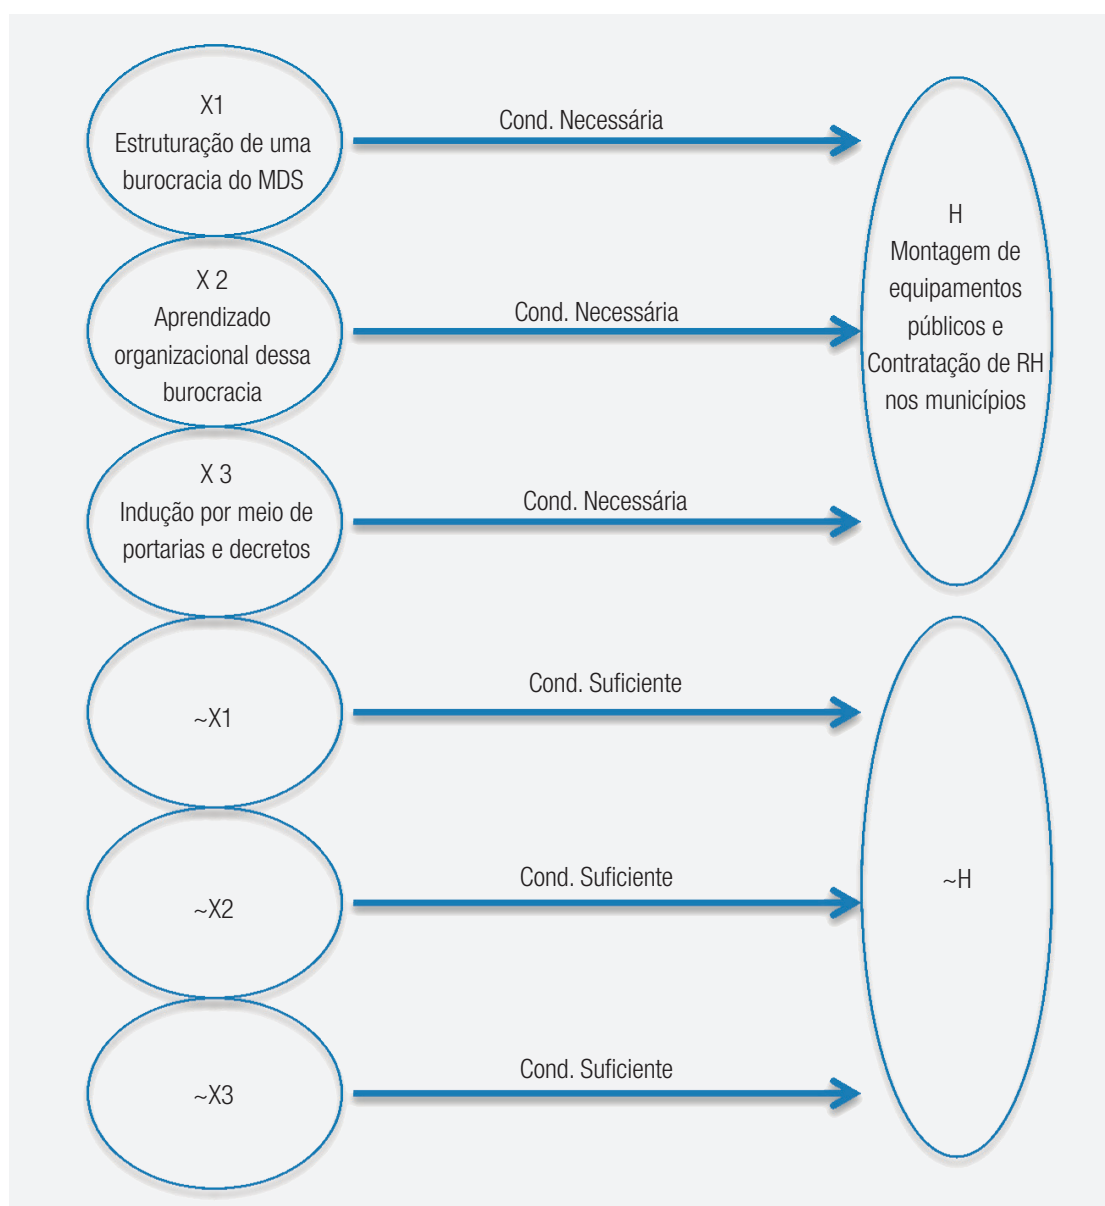 X1
Estruturação de uma
burocracia do MDS
Cond. Necessária
X 2
Aprendizado
organizacional dessa
burocracia
Cond. Necessária
X 3
Indução por meio de
portarias e decretos
Cond. Necessária
H
Montagem de
equipamentos
públicos e
Contratação de RH
nos municípios
~X1
Cond. Suficiente
~X2
Cond. Suficiente
~X3
Cond. Suficiente
~H